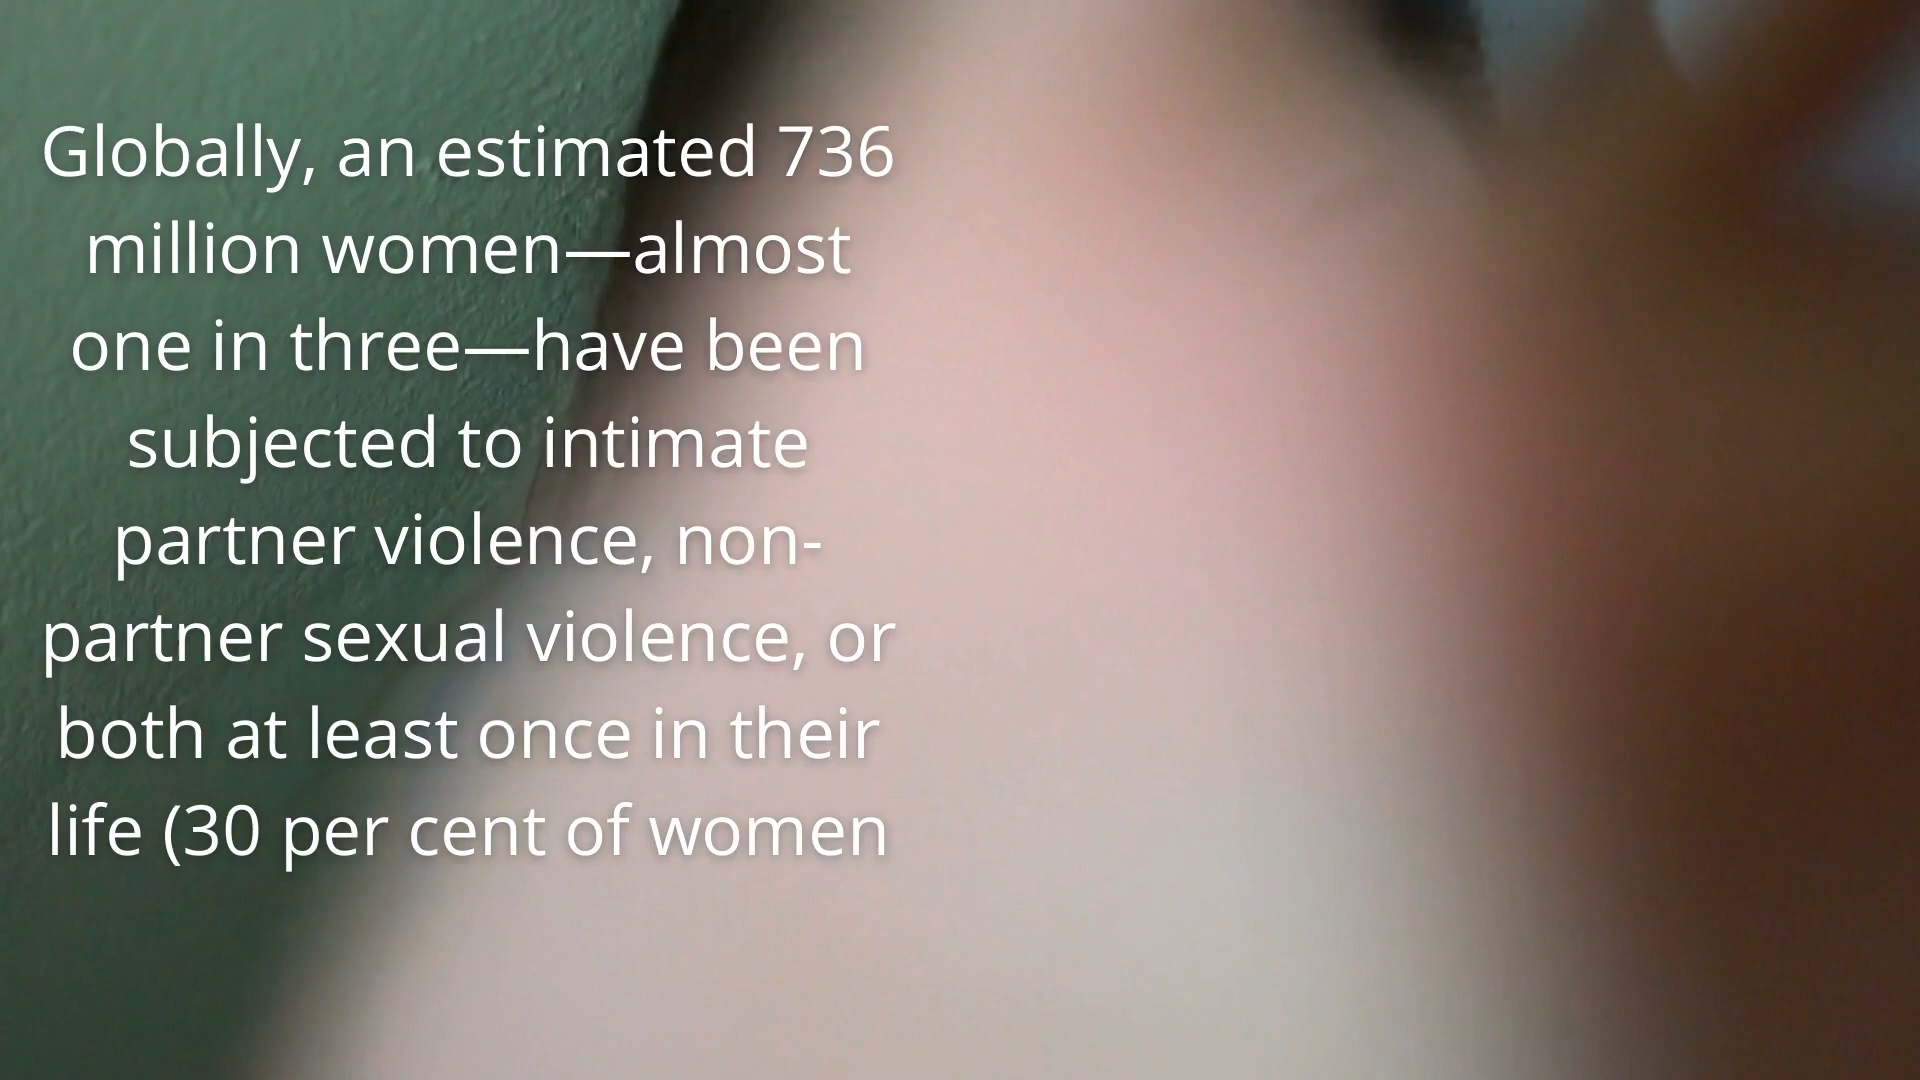 Globally, an estimated 736
million women—almost
one in three—have been
subjected to intimate
partner violence, non-
partner sexual violence, or
both at least once in their
life (30 per cent of women